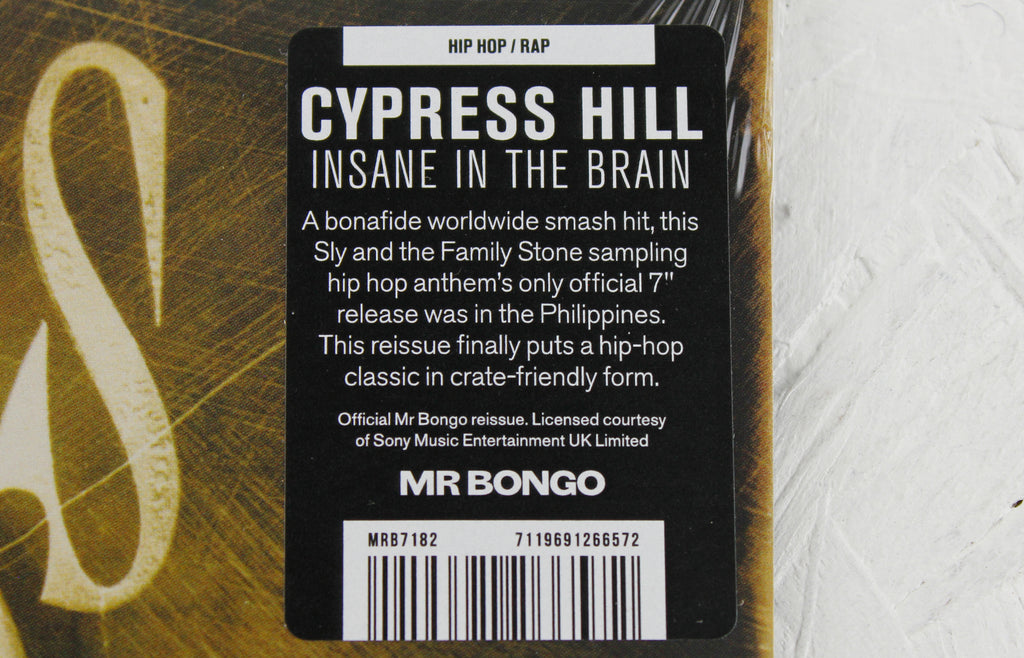 HIP HOP / RAP
CYPRESS HILL
INSANE IN THE BRAIN
A bonafide worldwide smash hit, this
Sly and the Family Stone sampling
hip hop anthem's only official 7"
release was in the Philippines.
This reissue finally puts a hip-hop
classic in crate-friendly form.
Official Mr Bongo reissue. Licensed courtesy
of Sony Music Entertainment UK Limited
MR BONGO
MRB7182 7119691266572
S